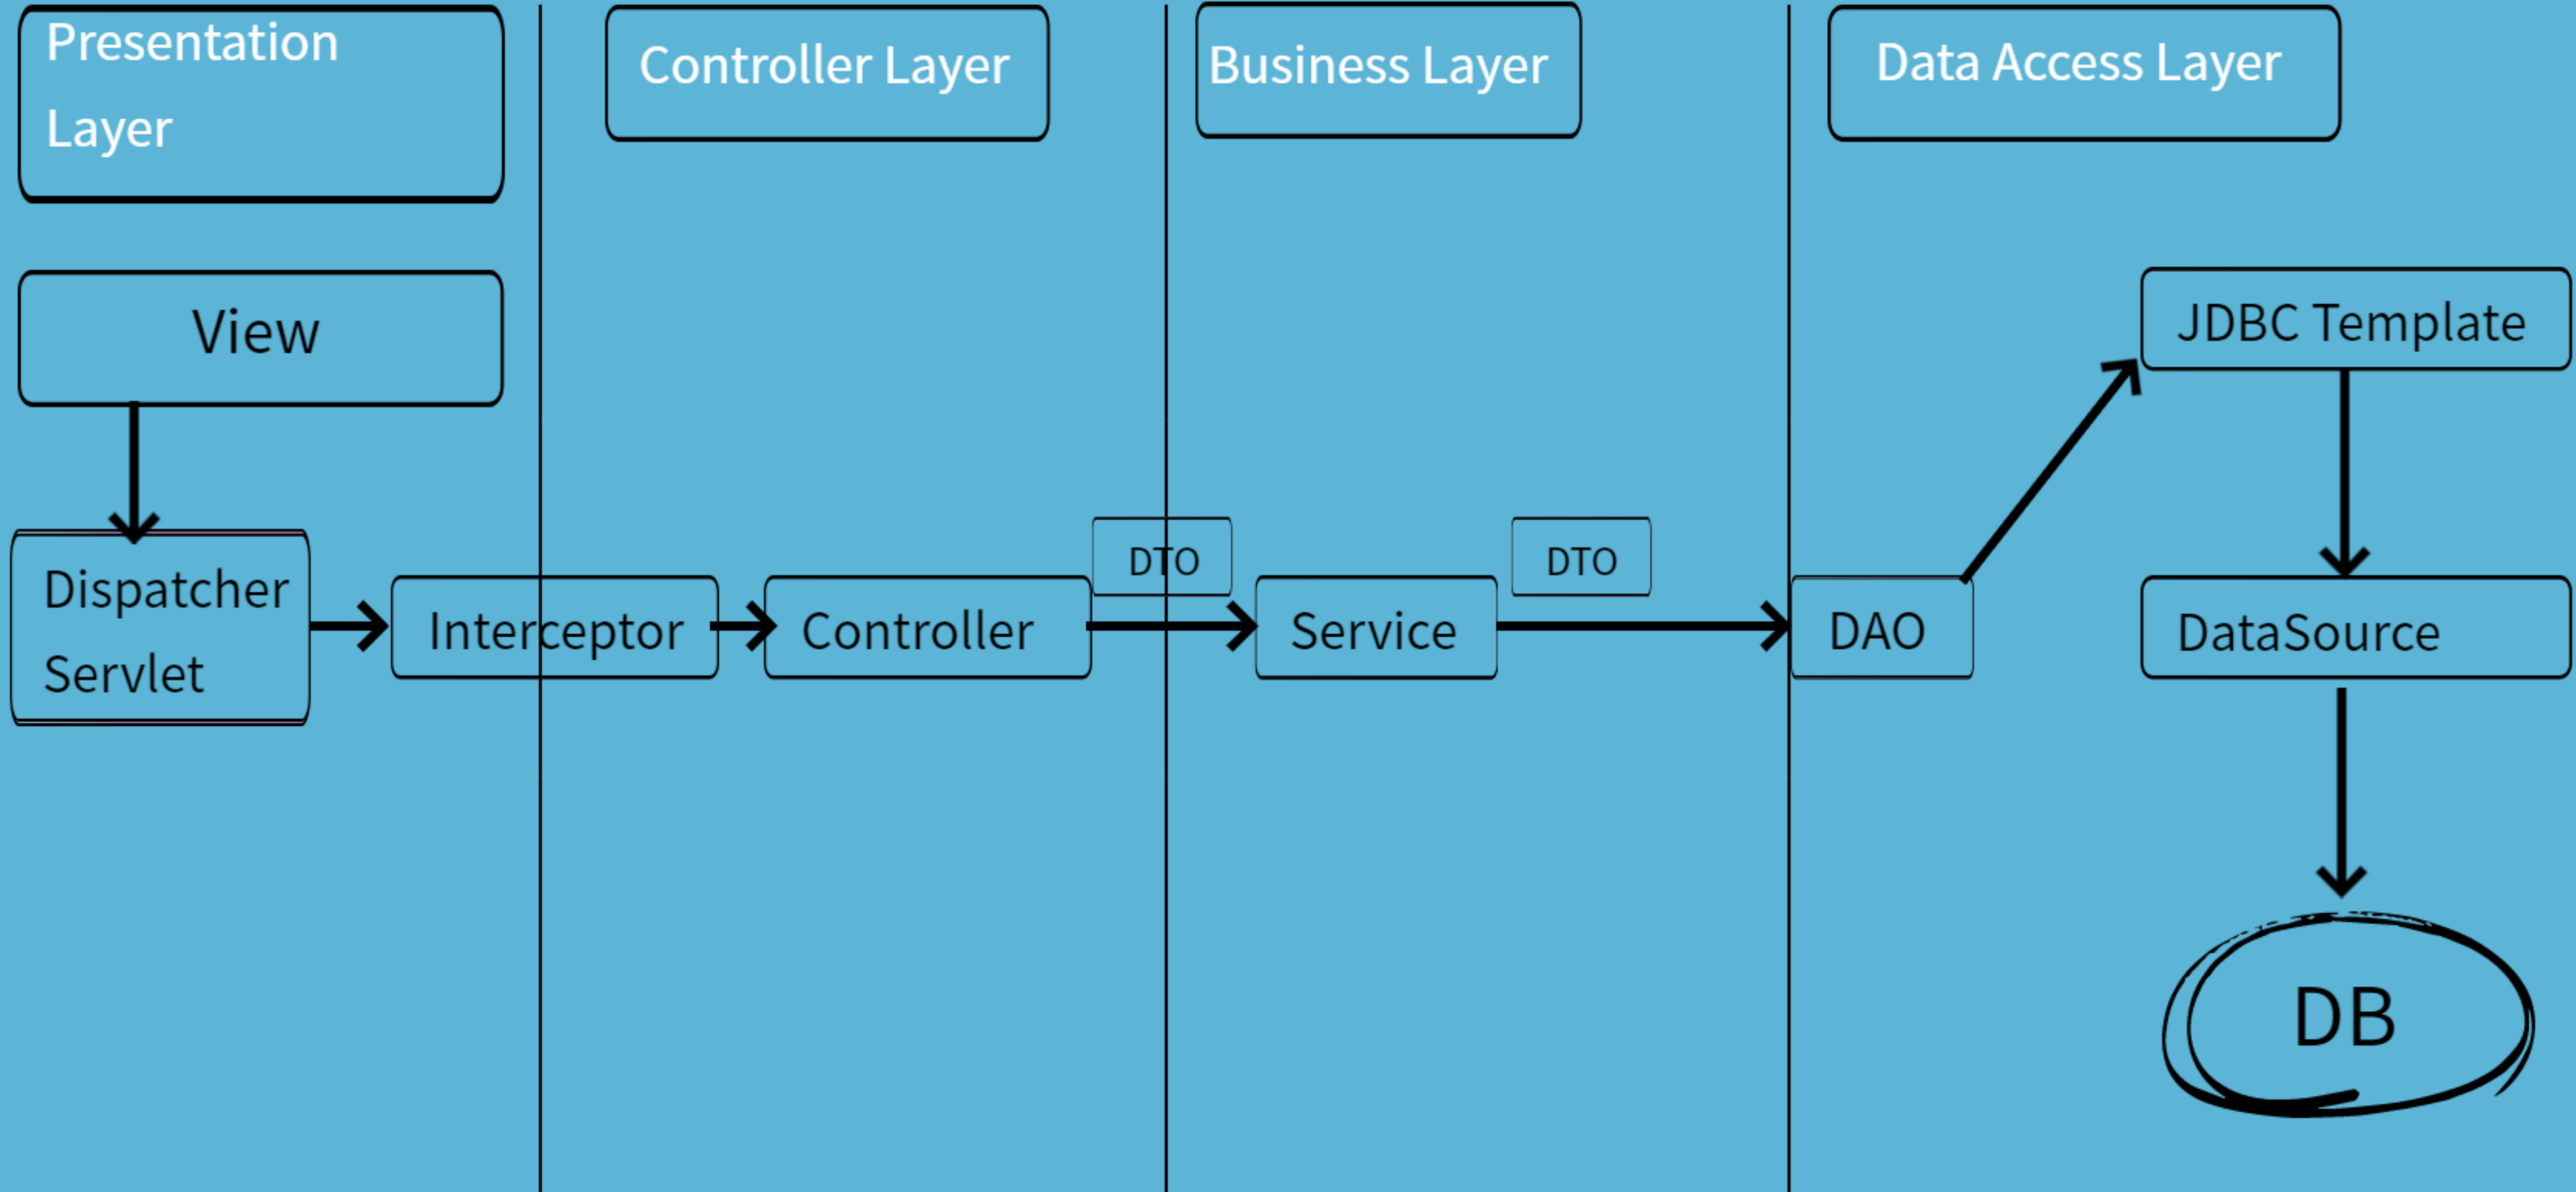 Presentation
Layer
Controller Layer
Business Layer
Data Access Layer
View
JDBC Template
Dispatcher
Servlet
Interceptor
Controller
DTO
Service
DTO
DAO
DataSource
DB